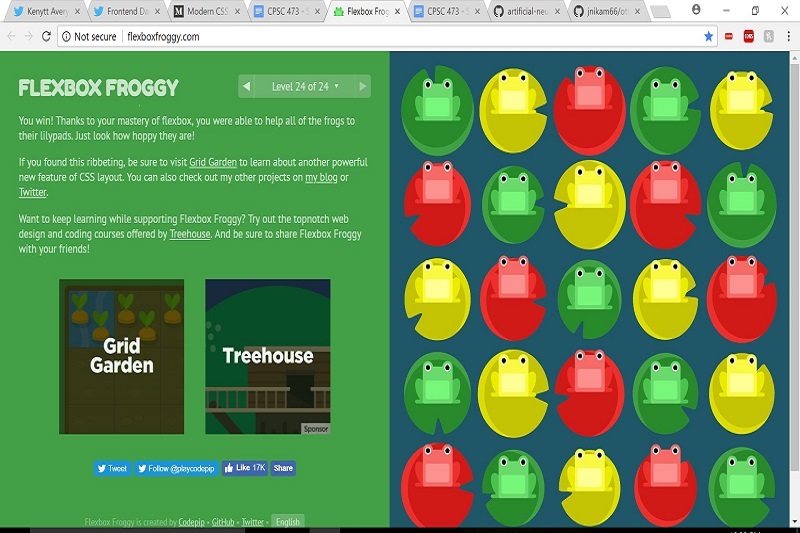 Kenytt Avery
Frontend Da
Modern CSS
CPSC 473 - S
Flexbox Frog
CPSC 473 - S
artificial-neu
jnikam66/oth
Not secure | flexboxfroggy.com
FLEXBOX FROGGY
Level 24 of 24
You win! Thanks to your mastery of flexbox, you were able to help all of the frogs to
their lilypads. Just look how hoppy they are!
If you found this ribbeting, be sure to visit Grid Garden to learn about another powerful
new feature of CSS layout. You can also check out my other projects on my blog or
Twitter.
Want to keep learning while supporting Flexbox Froggy? Try out the topnotch web
design and coding courses offered by Treehouse. And be sure to share Flexbox Froggy
with your friends!
Grid
Garden
Treehouse
Sponsor
Tweet
Follow @playcodepip
Like 17K
Share
Flexbox Froggy is created by Codepip • GitHub • Twitter • English